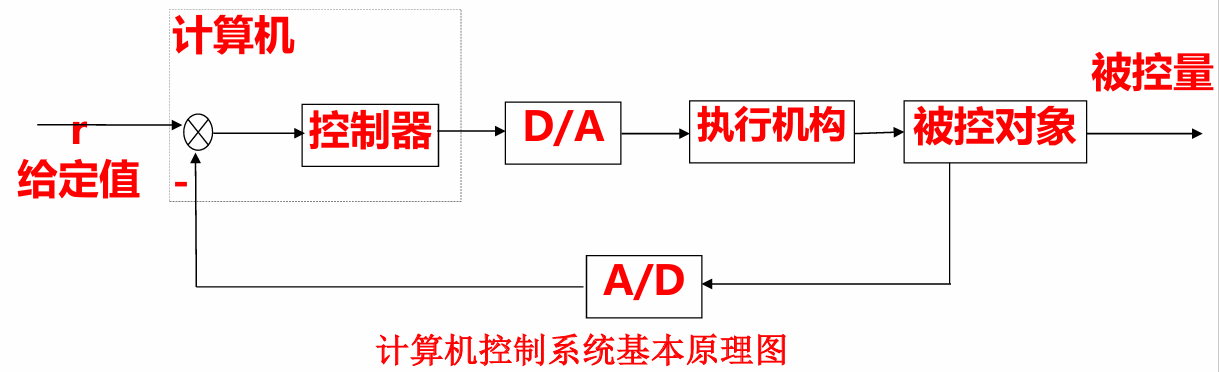 计算机
被控量
r
给定值
-
控制器
D/A
执行机构
被控对象
A/D
计算机控制系统基本原理图